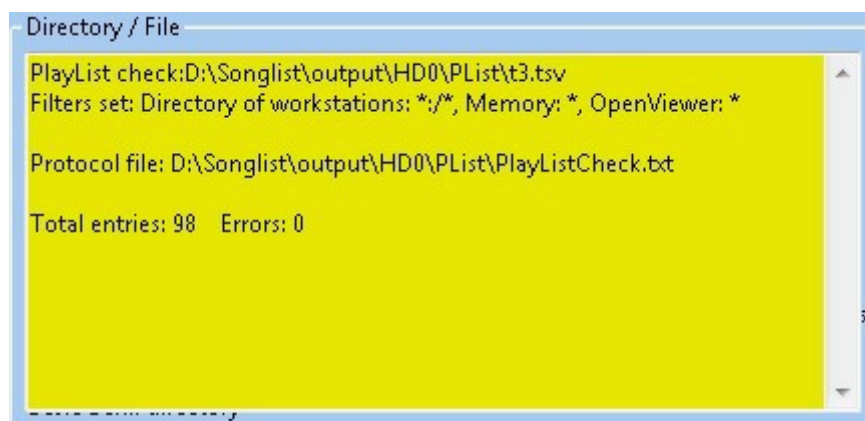 Directory / File
PlayList check:D:\Songlist\output\HD0\PList\t3.tsv
Filters set: Directory of workstations: *:/*, Memory: *, OpenViewer: *
Protocol file: D:\Songlist\output\HD0\PList\PlayListCheck.txt
Total entries: 98 Errors: 0